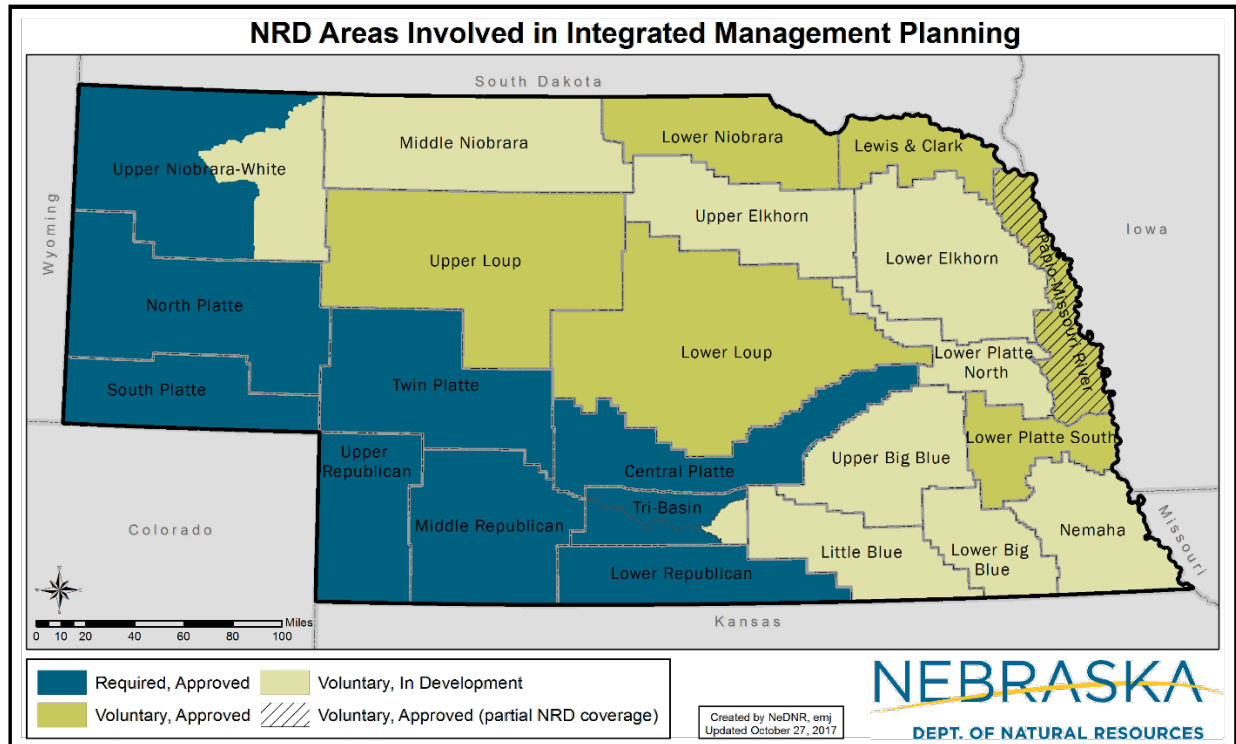 NRD Areas Involved in Integrated Management Planning
South Dakota
Wyoming
Iowa
Colorado
Kansas
Missouri
Upper Niobrara-White
Middle Niobrara
Lower Niobrara
Lewis & Clark
Upper Elkhorn
Lower Elkhorn
Papio-Missouri River
North Platte
Upper Loup
Lower Loup
Lower Platte
North
South Platte
Twin Platte
Lower Platte South
Upper
Republican
Central Platte
Upper Big Blue
Middle Republican
Tri-Basin
Little Blue
Lower Big
Blue
Nemaha
Lower Republican
N
S
W
E
Miles
0 10 20 40 60 80 100
Required, Approved
Voluntary, In Development
Voluntary, Approved
Voluntary, Approved (partial NRD coverage)
Created by NeDNR, emj
Updated October 27, 2017
NEBRASKA
DEPT. OF NATURAL RESOURCES